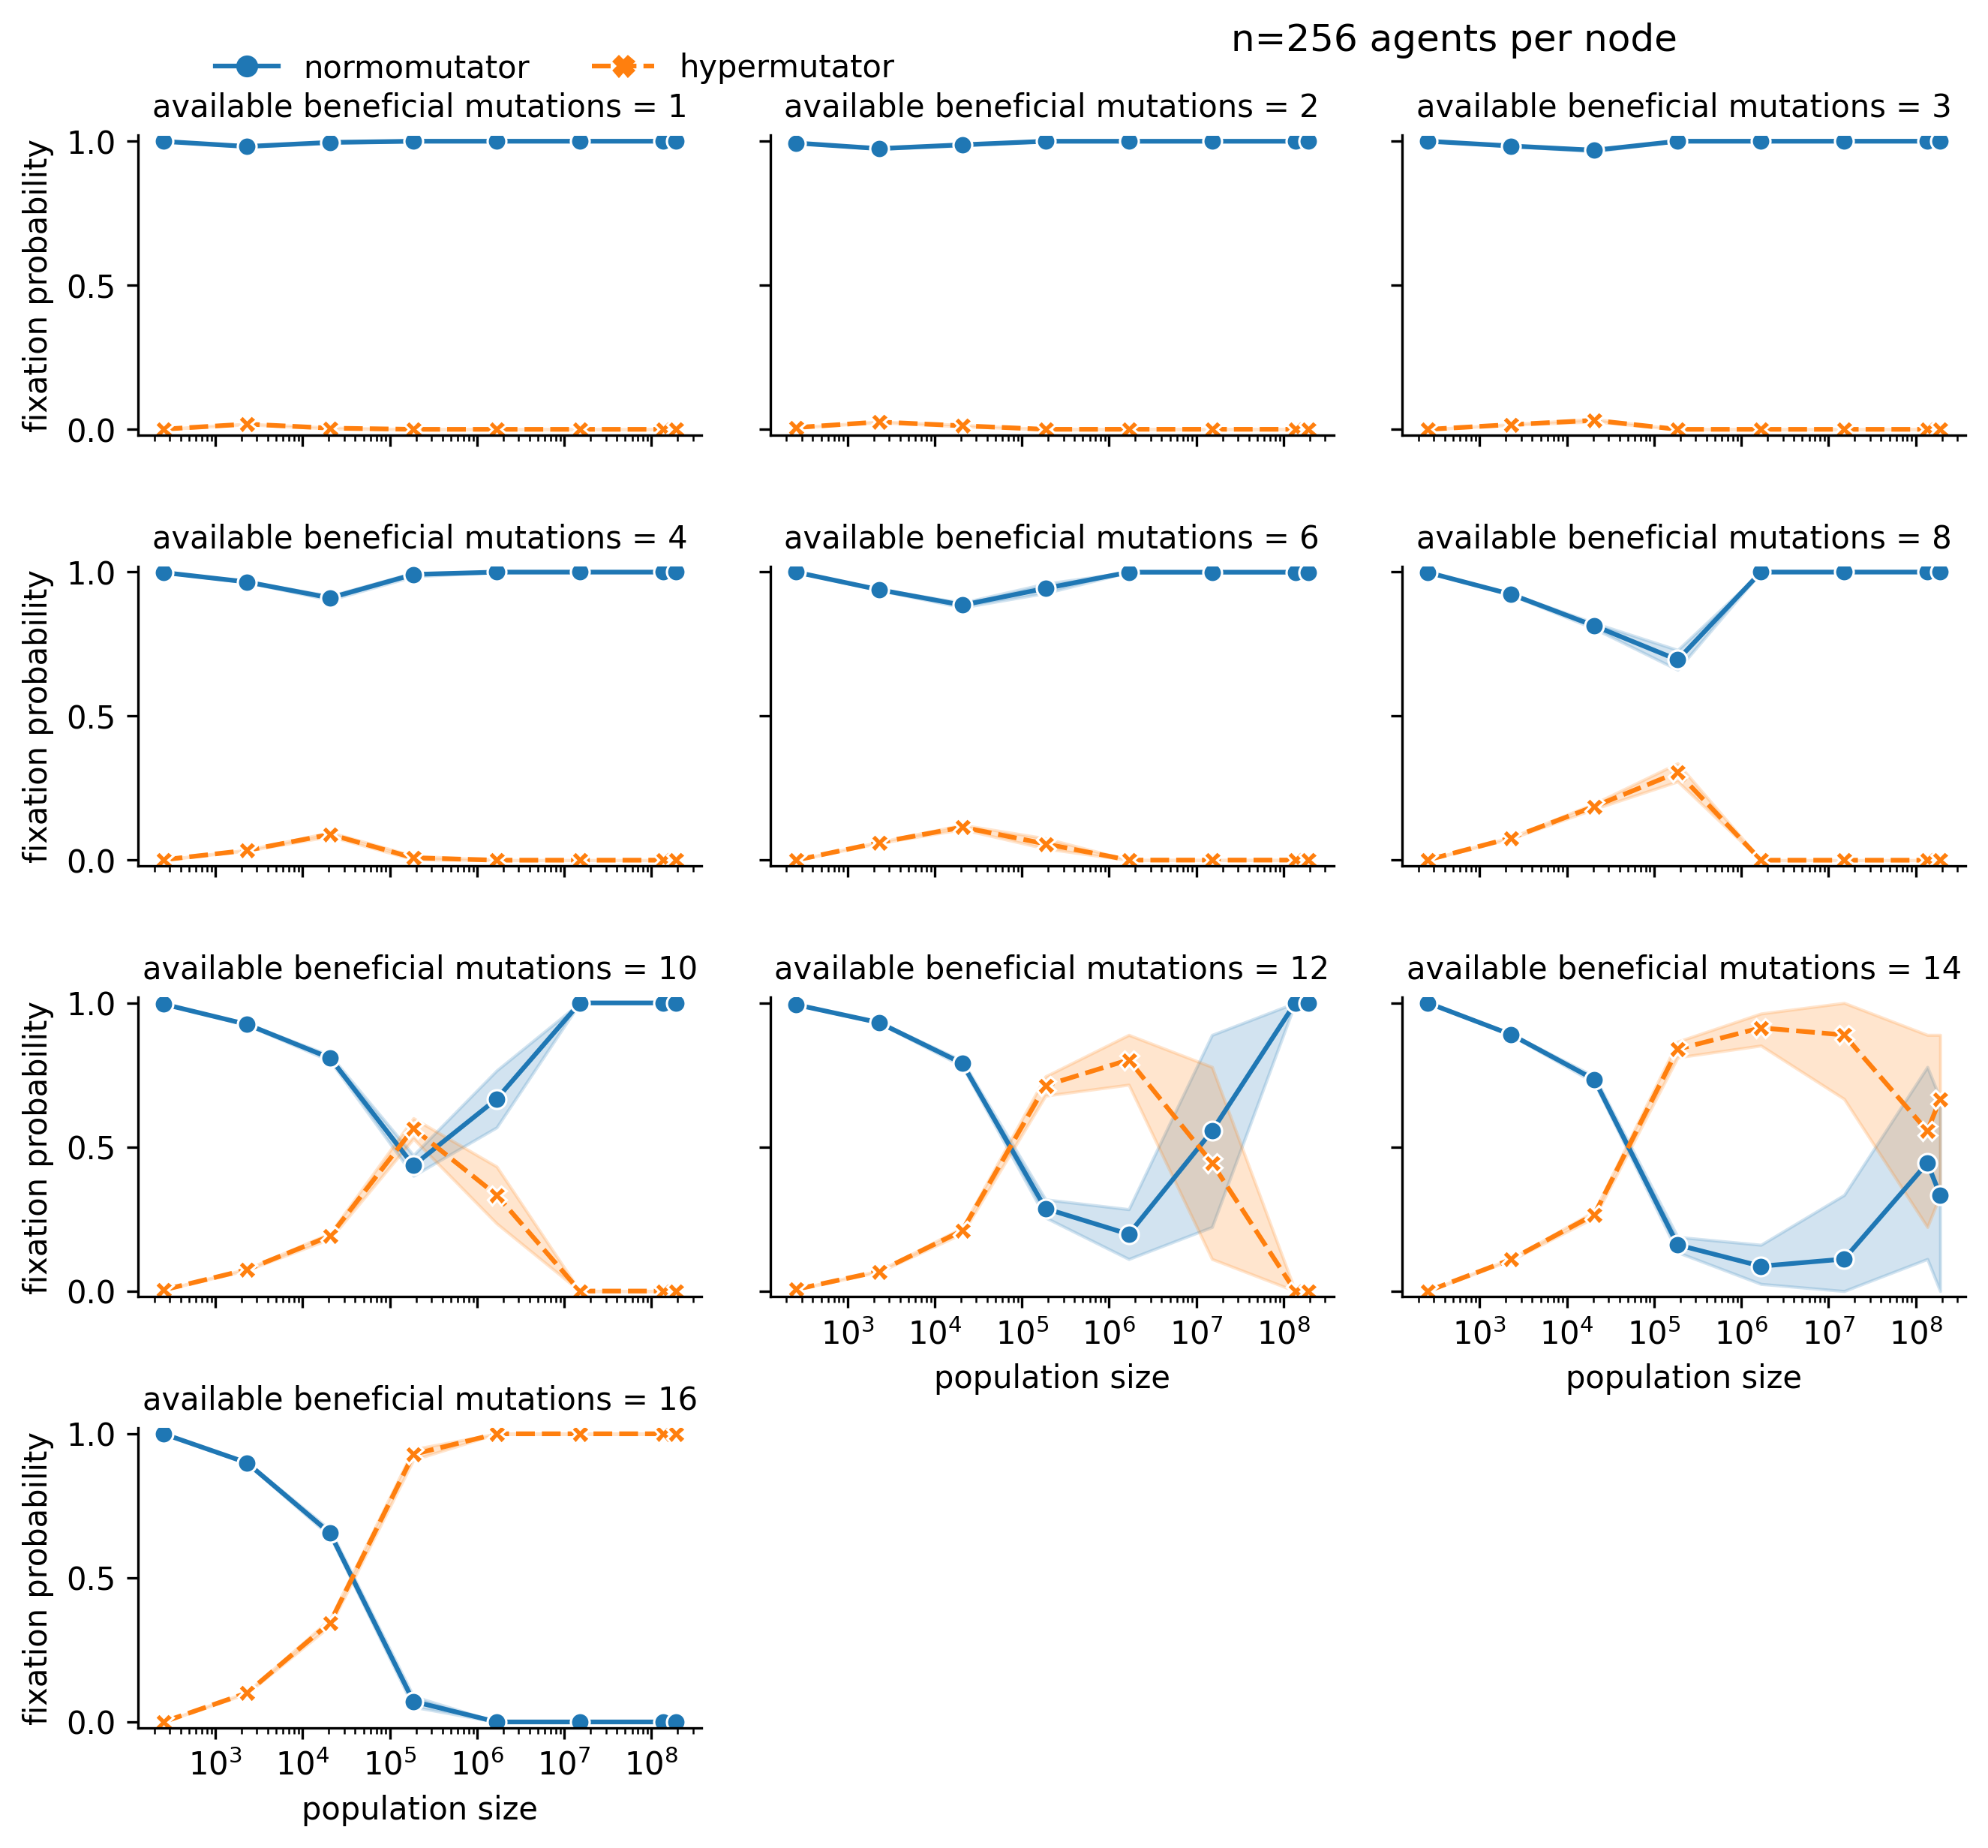 n=256 agents per node
normomutator hypermutator
available beneficial mutations = 1
available beneficial mutations = 2
available beneficial mutations = 3
fixation probability
1.0
0.5
0.0
available beneficial mutations = 4
available beneficial mutations = 6
available beneficial mutations = 8
fixation probability
1.0
0.5
0.0
available beneficial mutations = 10
available beneficial mutations = 12
available beneficial mutations = 14
fixation probability
1.0
0.5
0.0
10³ 10⁴ 10⁵ 10⁶ 10⁷ 10⁸
population size
10³ 10⁴ 10⁵ 10⁶ 10⁷ 10⁸
population size
available beneficial mutations = 16
fixation probability
1.0
0.5
0.0
10³ 10⁴ 10⁵ 10⁶ 10⁷ 10⁸
population size